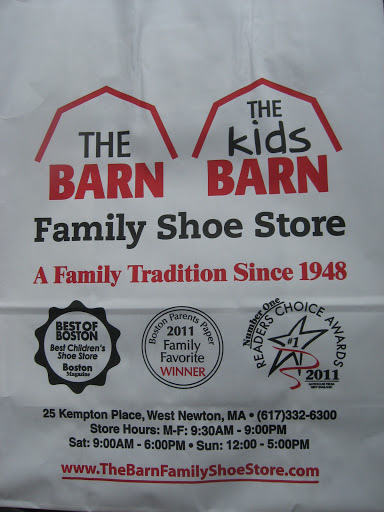 THE
BARN
THE
kids
BARN
Family Shoe Store
A Family Tradition Since 1948
BEST OF
BOSTON
Best Children's
Shoe Store
Boston
Magazine
Boston Parents Paper
2011
Family
Favorite
WINNER
Number One
READERS CHOICE AWARDS
#1
2011
25 Kempton Place, West Newton, MA • (617)332-6300
Store Hours: M-F: 9:30AM - 9:00PM
Sat: 9:00AM - 6:00PM • Sun: 12:00 - 5:00PM
www.TheBarnFamilyShoeStore.com